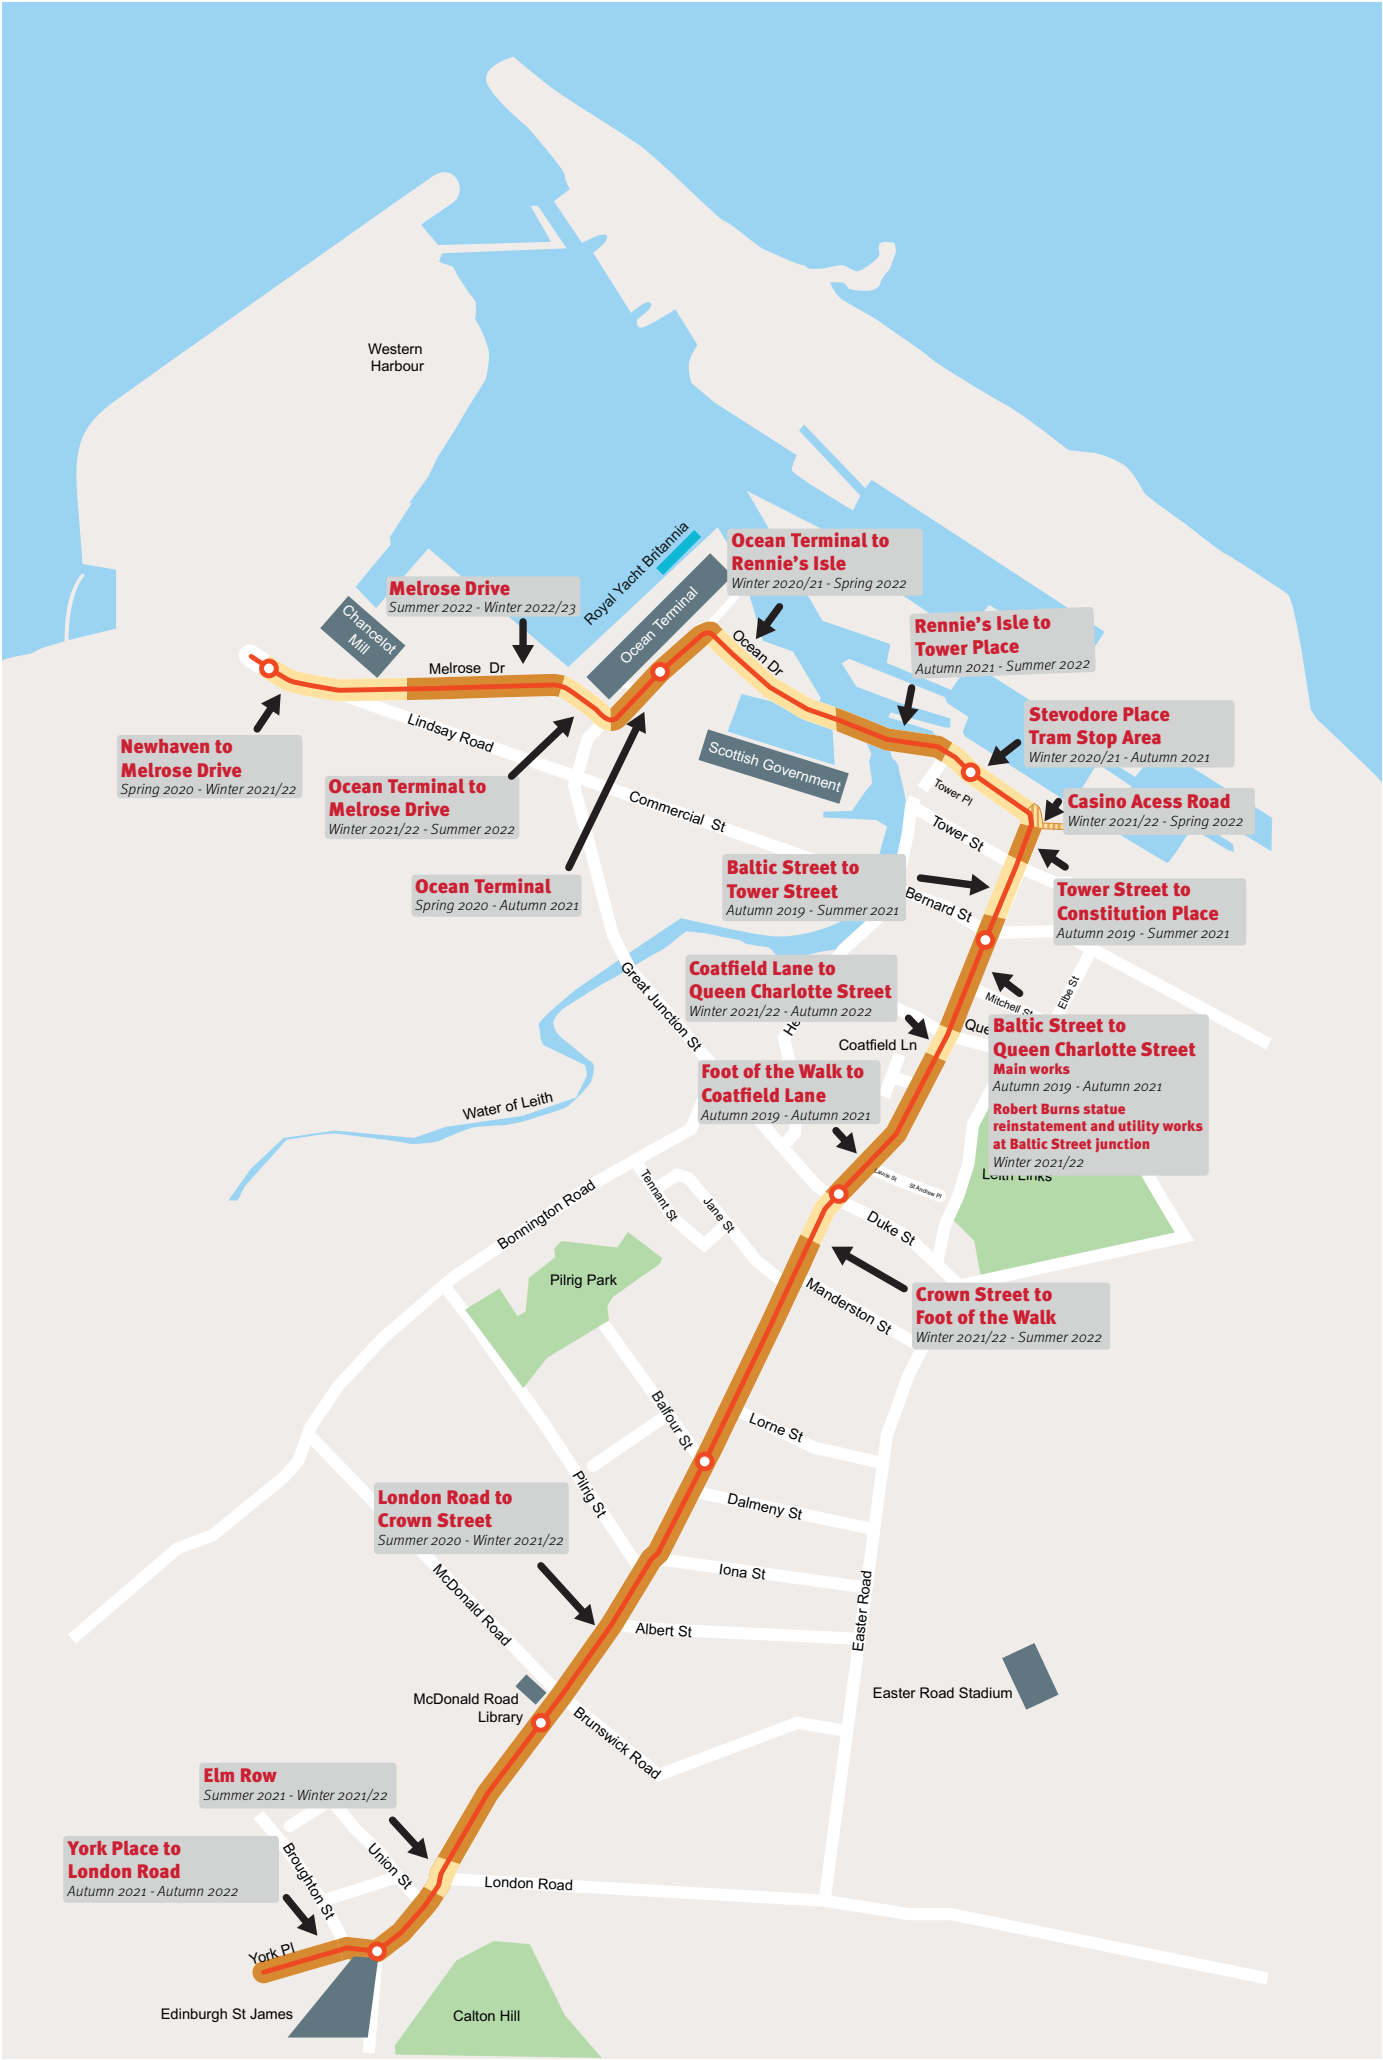 Western
Harbour
Royal Yacht Britannia
Ocean Terminal to
Rennie's Isle
Winter 2020/21 - Spring 2022
Melrose Drive
Summer 2022 - Winter 2022/23
Chancelot
Mill
Ocean Terminal
Ocean Dr
Rennie's Isle to
Tower Place
Autumn 2021 - Summer 2022
Melrose Dr
Lindsay Road
Stevodore Place
Tram Stop Area
Winter 2020/21 - Autumn 2021
Newhaven to
Melrose Drive
Spring 2020 - Winter 2021/22
Scottish Government
Ocean Terminal to
Melrose Drive
Winter 2021/22 - Summer 2022
Tower Pl
Casino Acess Road
Winter 2021/22 - Spring 2022
Commercial St
Tower St
Ocean Terminal
Spring 2020 - Autumn 2021
Baltic Street to
Tower Street
Autumn 2019 - Summer 2021
Bernard St
Tower Street to
Constitution Place
Autumn 2019 - Summer 2021
Coatfield Lane to
Queen Charlotte Street
Winter 2021/22 - Autumn 2022
Great Junction St
He
Mitchell St
Elbe St
Que
Coatfield Ln
Baltic Street to
Queen Charlotte Street
Main works
Autumn 2019 - Autumn 2021
Robert Burns statue
reinstatement and utility works
at Baltic Street junction
Winter 2021/22
Leith Links
Foot of the Walk to
Coatfield Lane
Autumn 2019 - Autumn 2021
Water of Leith
Laurie St
St Andrew Pl
Bonnington Road
Tennant St
Jane St
Duke St
Pilrig Park
Manderston St
Crown Street to
Foot of the Walk
Winter 2021/22 - Summer 2022
Balfour St
Lorne St
Pilrig St
Dalmeny St
London Road to
Crown Street
Summer 2020 - Winter 2021/22
Iona St
McDonald Road
Albert St
Easter Road
McDonald Road
Library
Easter Road Stadium
Brunswick Road
Elm Row
Summer 2021 - Winter 2021/22
York Place to
London Road
Autumn 2021 - Autumn 2022
Broughton St
Union St
London Road
York Pl
Edinburgh St James
Calton Hill